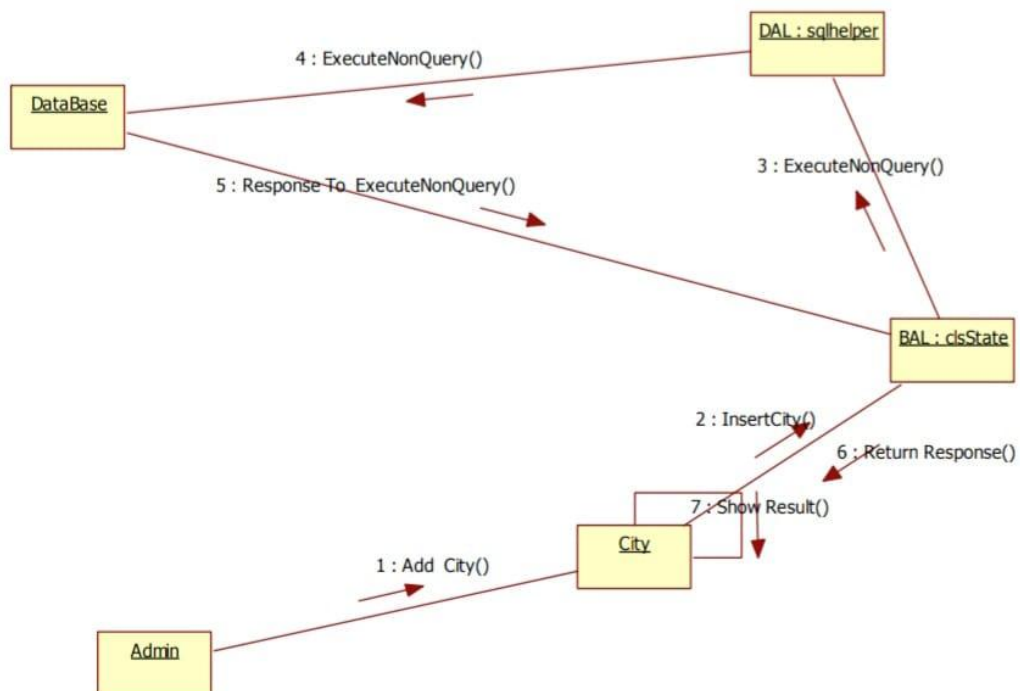 DAL : sqlhelper
4 : ExecuteNonQuery()
DataBase
3 : ExecuteNonQuery()
5 : Response To ExecuteNonQuery()
BAL : clsState
2 : InsertCity()
6 : Return Response()
7 : Show Result()
City
1 : Add City()
Admin